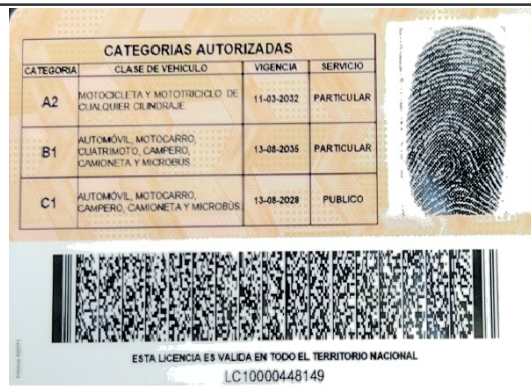 CATEGORIAS AUTORIZADAS
CATEGORIA CLASE DE VEHICULO VIGENCIA SERVICIO
A2 MOTOCICLETA Y MOTOTRICICLO DE CUALQUIER CILINDRAJE 11-03-2032 PARTICULAR
B1 AUTOMÓVIL, MOTOCARRO, CUATRIMOTO, CAMPERO, CAMIONETA Y MICROBUS 13-08-2035 PARTICULAR
C1 AUTOMÓVIL, MOTOCARRO, CAMPERO, CAMIONETA Y MICROBÚS 13-08-2028 PUBLICO
ESTA LICENCIA ES VALIDA EN TODO EL TERRITORIO NACIONAL
LC10000448149